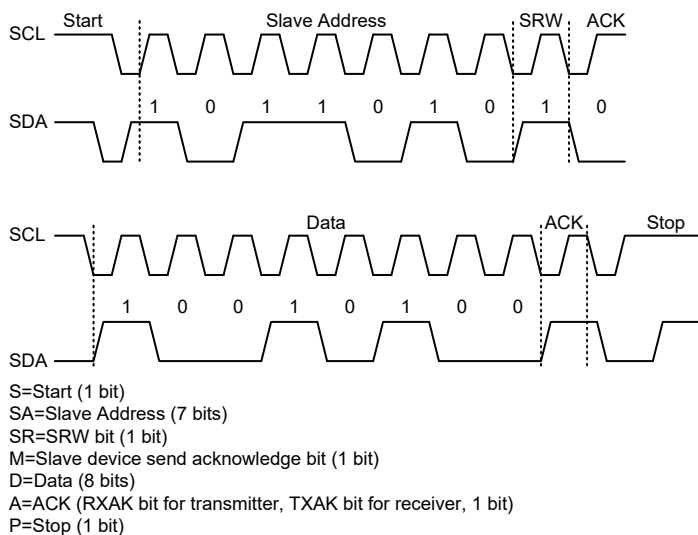 Start Slave Address SRW ACK
SCL
1 0 1 1 0 1 0 1 0
SDA
Data ACK Stop
SCL
1 0 0 1 0 1 0 0
SDA
S=Start (1 bit)
SA=Slave Address (7 bits)
SR=SRW bit (1 bit)
M=Slave device send acknowledge bit (1 bit)
D=Data (8 bits)
A=ACK (RXAK bit for transmitter, TXAK bit for receiver, 1 bit)
P=Stop (1 bit)